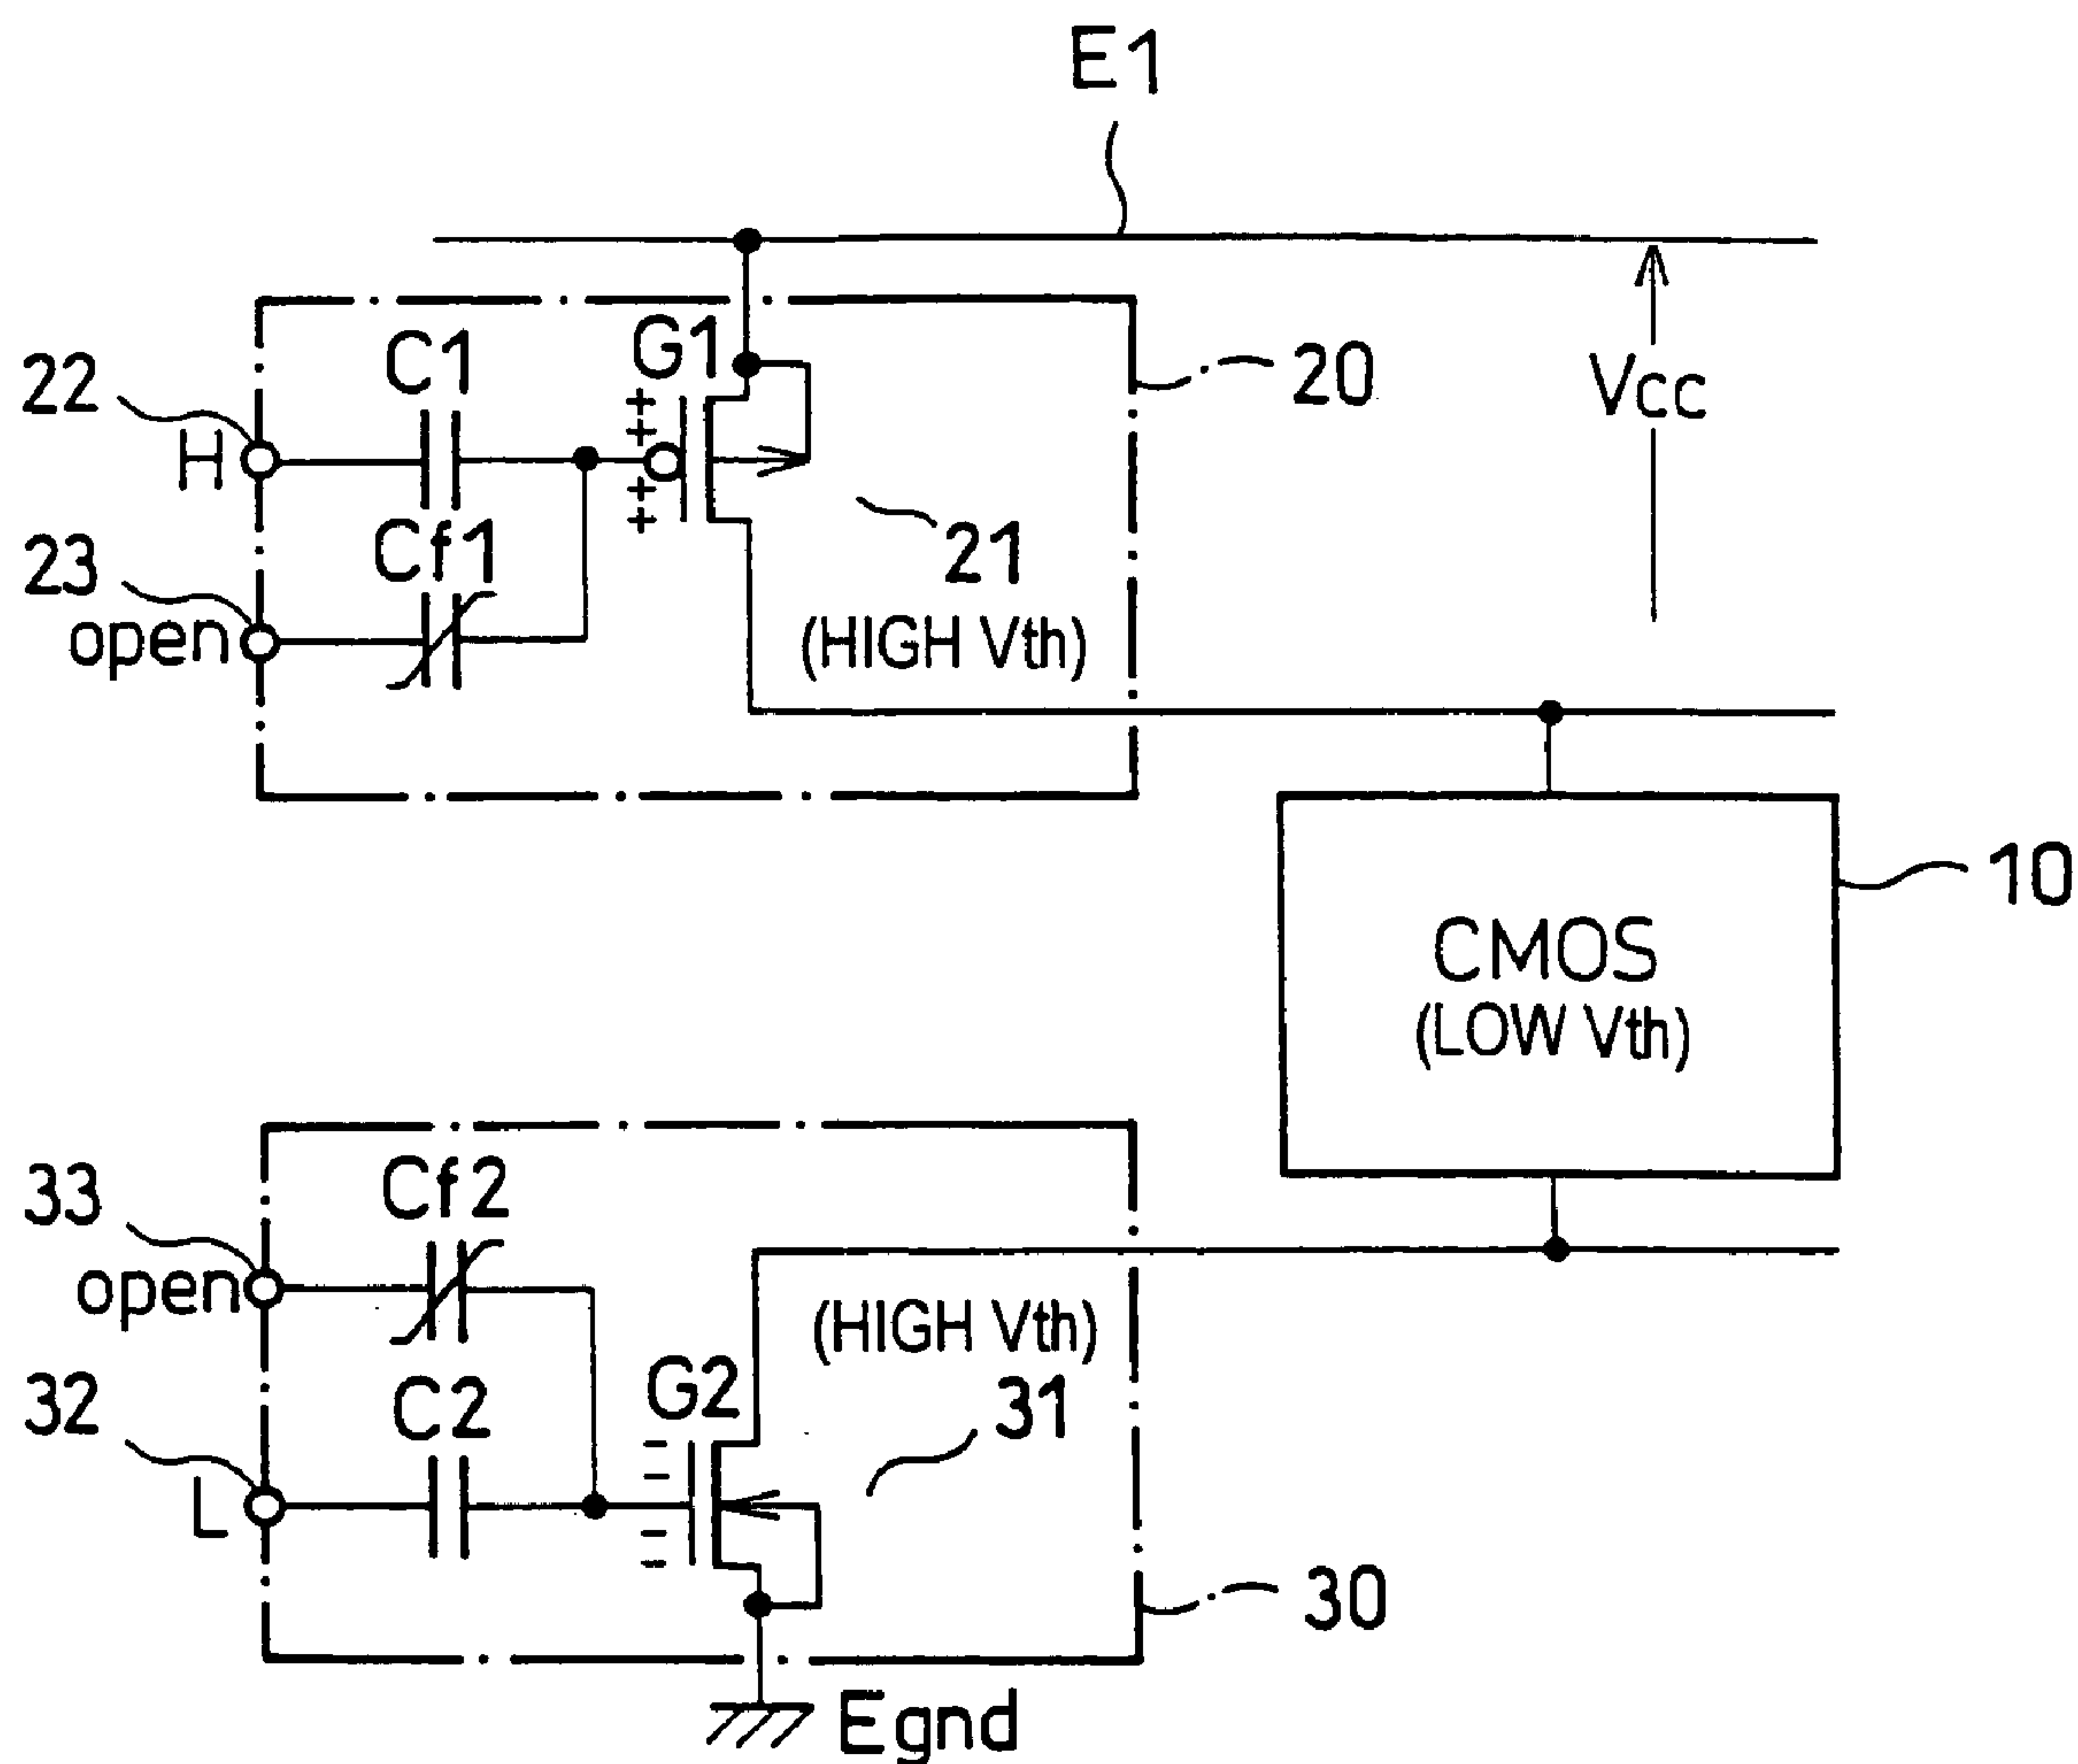 E1
22
H
C1
G1
++
++
20
Vcc
23
open
Cf1
21
(HIGH Vth)
10
CMOS
(LOW Vth)
33
open
Cf2
(HIGH Vth)
32
L
C2
G2
31
30
Egnd